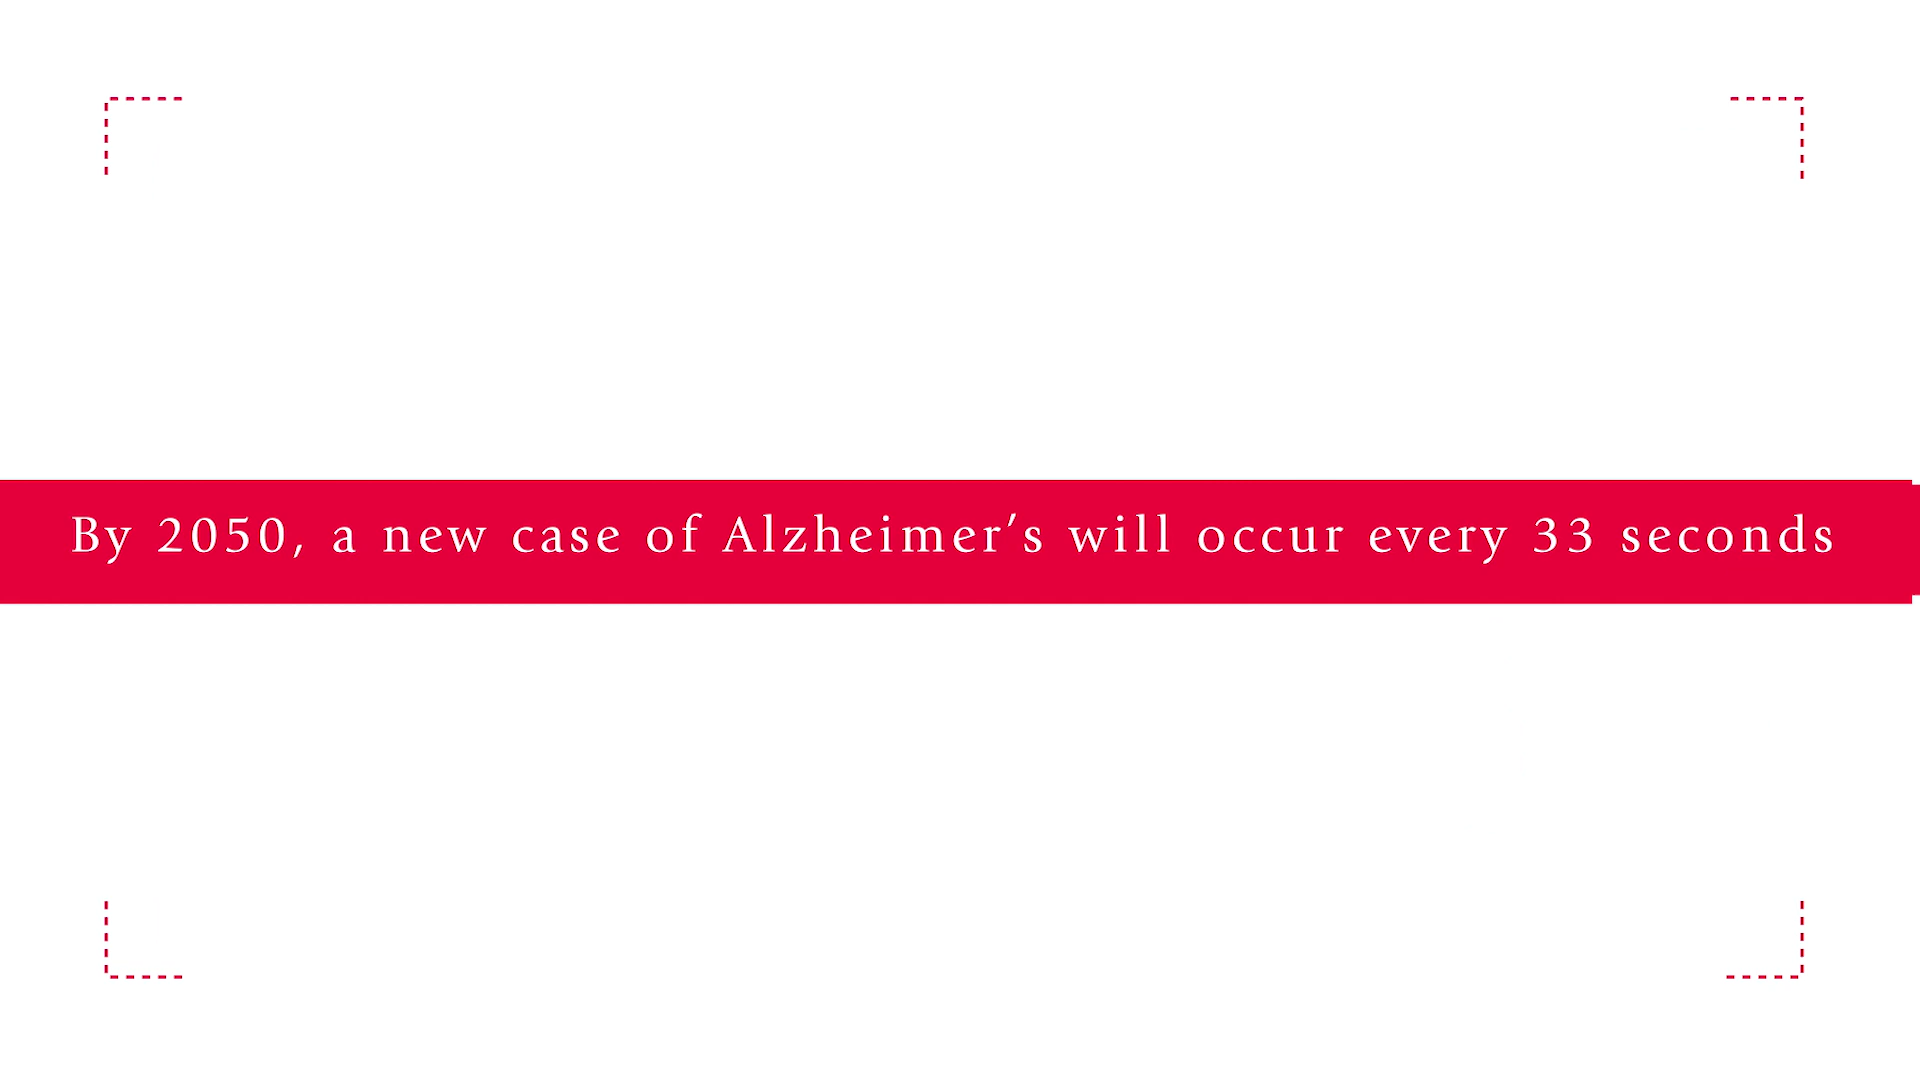 By 2050, a new case of Alzheimer’s will occur every 33 seconds